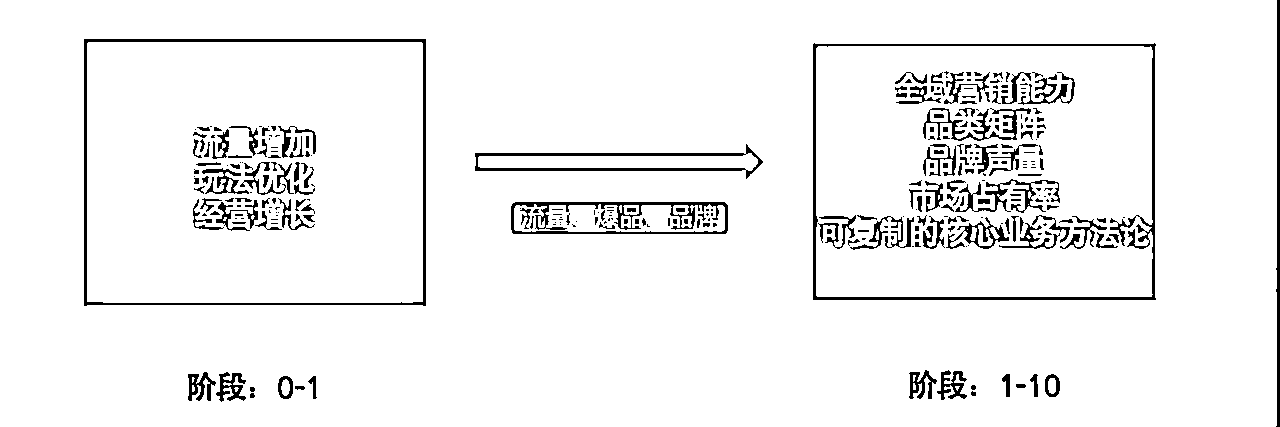 流量增加
玩法优化
经营增长
流量、爆品、品牌
全域营销能力
品类矩阵
品牌声量
市场占有率
可复制的核心业务方法论
阶段：0-1
阶段：1-10